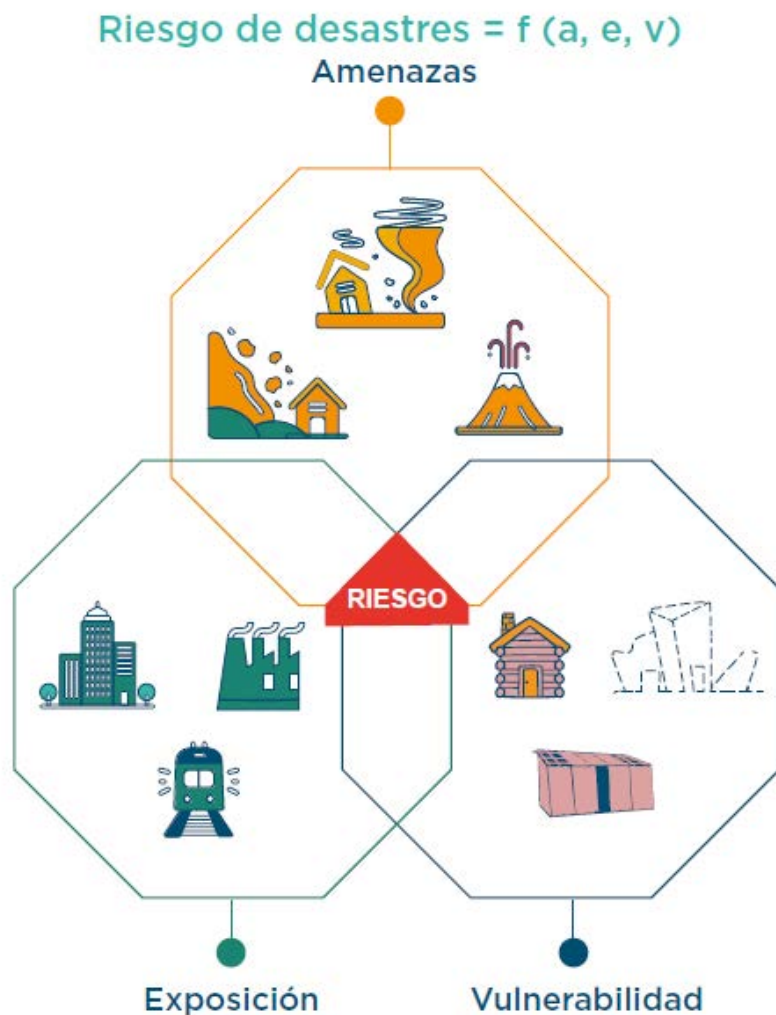 Riesgo de desastres = f (a, e, v)
Amenazas
RIESGO
Exposición
Vulnerabilidad